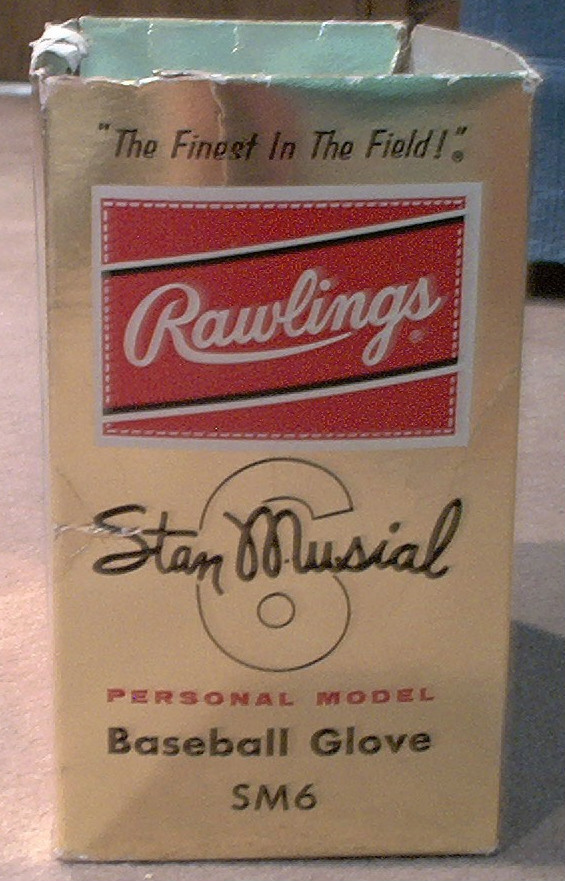 "The Finest In The Field!"®
Rawlings®
6
Stan Musial
PERSONAL MODEL
Baseball Glove
SM6